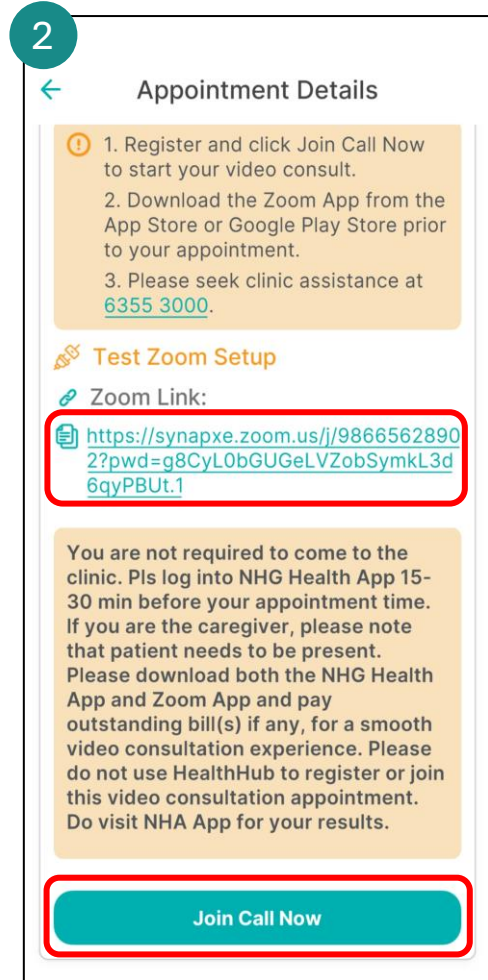 2
Appointment Details
1. Register and click Join Call Now
to start your video consult.
2. Download the Zoom App from the
App Store or Google Play Store prior
to your appointment.
3. Please seek clinic assistance at
6355 3000.
Test Zoom Setup
Zoom Link:
https://synapxe.zoom.us/j/9866562890
2?pwd=g8CyL0bGUGeLVZobSymkL3d
6qyPBUt.1
You are not required to come to the
clinic. Pls log into NHG Health App 15-
30 min before your appointment time.
If you are the caregiver, please note
that patient needs to be present.
Please download both the NHG Health
App and Zoom App and pay
outstanding bill(s) if any, for a smooth
video consultation experience. Please
do not use HealthHub to register or join
this video consultation appointment.
Do visit NHA App for your results.
Join Call Now